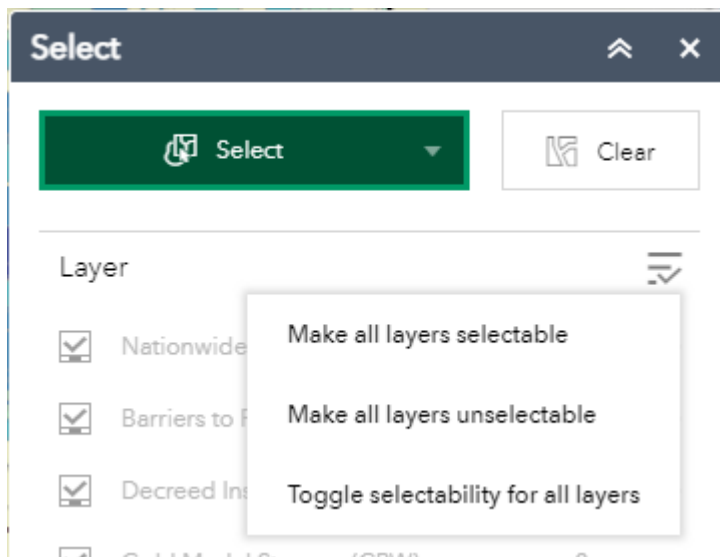 Select
Select
Clear
Layer
Make all layers selectable
Nationwide
Make all layers unselectable
Barriers to
Toggle selectability for all layers
Decreed